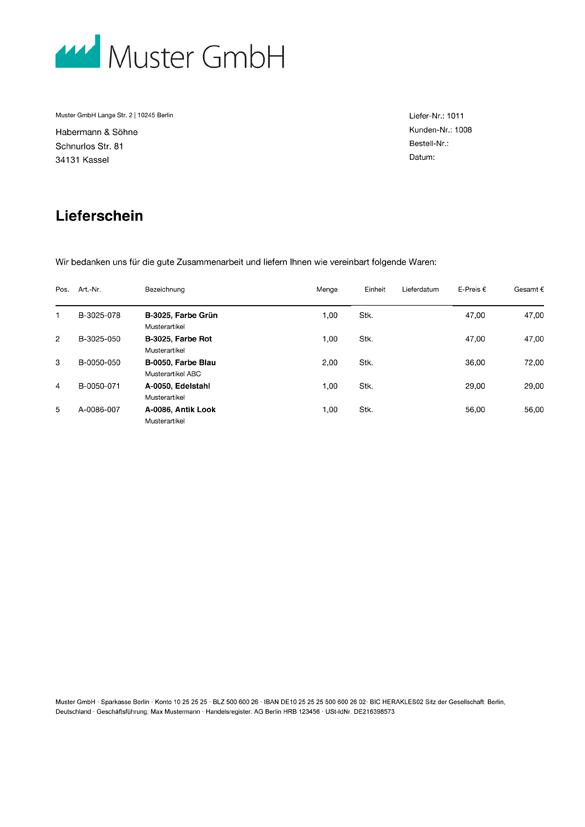 Muster GmbH
Muster GmbH Lange Str. 2 | 10245 Berlin
Habermann & Söhne
Schnurlos Str. 81
34131 Kassel
Liefer-Nr.: 1011
Kunden-Nr.: 1008
Bestell-Nr.:
Datum:
Lieferschein
Wir bedanken uns für die gute Zusammenarbeit und liefern Ihnen wie vereinbart folgende Waren:
Pos. Art.-Nr. Bezeichnung Menge Einheit Lieferdatum E-Preis € Gesamt €
1 B-3025-078 B-3025, Farbe Grün 1,00 Stk. 47,00 47,00
Musterartikel
2 B-3025-050 B-3025, Farbe Rot 1,00 Stk. 47,00 47,00
Musterartikel
3 B-0050-050 B-0050, Farbe Blau 2,00 Stk. 36,00 72,00
Musterartikel ABC
4 B-0050-071 A-0050, Edelstahl 1,00 Stk. 29,00 29,00
Musterartikel
5 A-0086-007 A-0086, Antik Look 1,00 Stk. 56,00 56,00
Musterartikel
Muster GmbH · Sparkasse Berlin · Konto 10 25 25 25 · BLZ 500 600 26 · IBAN DE10 25 25 25 500 600 26 02· BIC HERAKLES02 Sitz der Gesellschaft: Berlin,
Deutschland · Geschäftsführung: Max Mustermann · Handelsregister: AG Berlin HRB 123456 · USt-IdNr. DE216398573